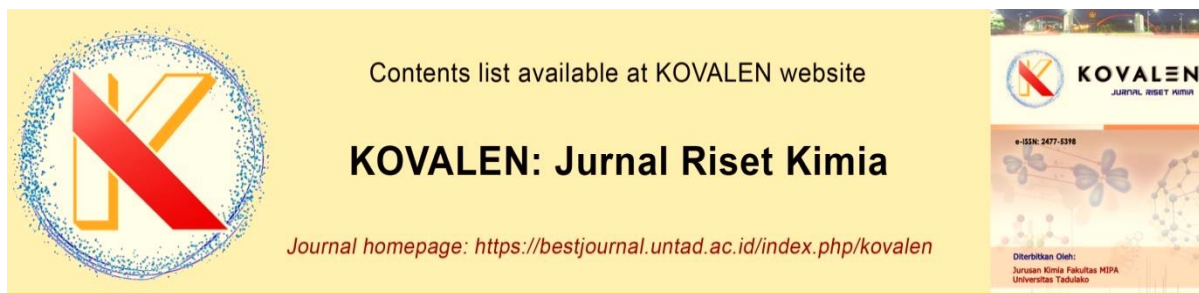 Contents list available at KOVALEN website
KOVALEN: Jurnal Riset Kimia
Journal homepage: https://bestjournal.untad.ac.id/index.php/kovalen
KOVALEN
JURNAL RISET KIMIA
e-ISSN: 2477-5398
Diterbitkan Oleh:
Jurusan Kimia Fakultas MIPA
Universitas Tadulako